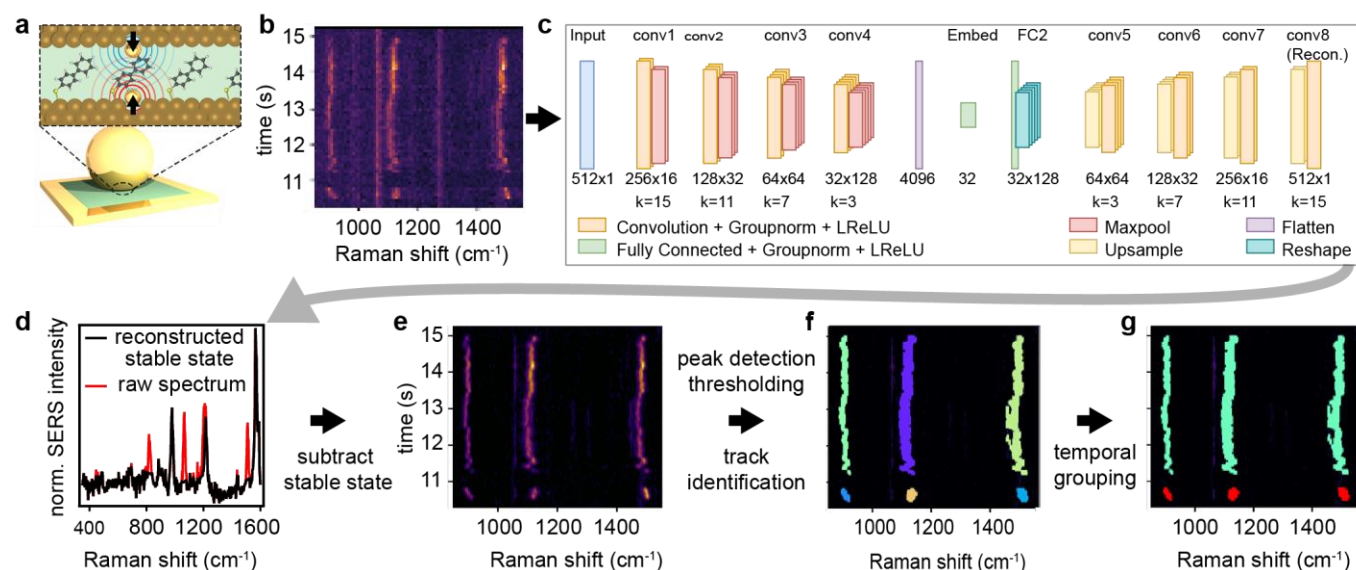 a
b
15
14
13
12
11
time (s)
1000 1200 1400
Raman shift (cm⁻¹)
c
Input conv1 conv2 conv3 conv4 Embed FC2 conv5 conv6 conv7 conv8
(Recon.)
512x1 256x16 128x32 64x64 32x128 4096 32 32x128 64x64 128x32 256x16 512x1
k=15 k=11 k=7 k=3 k=3 k=7 k=11 k=15
Convolution + Groupnorm + LReLU
Maxpool
Flatten
Fully Connected + Groupnorm + LReLU
Upsample
Reshape
d
norm. SERS intensity
reconstructed
stable state
raw spectrum
400 800 1200 1600
Raman shift (cm⁻¹)
subtract
stable state
e
15
14
13
12
11
time (s)
1000 1200 1400
Raman shift (cm⁻¹)
peak detection
thresholding
track
identification
f
1000 1200 1400
Raman shift (cm⁻¹)
temporal
grouping
g
1000 1200 1400
Raman shift (cm⁻¹)